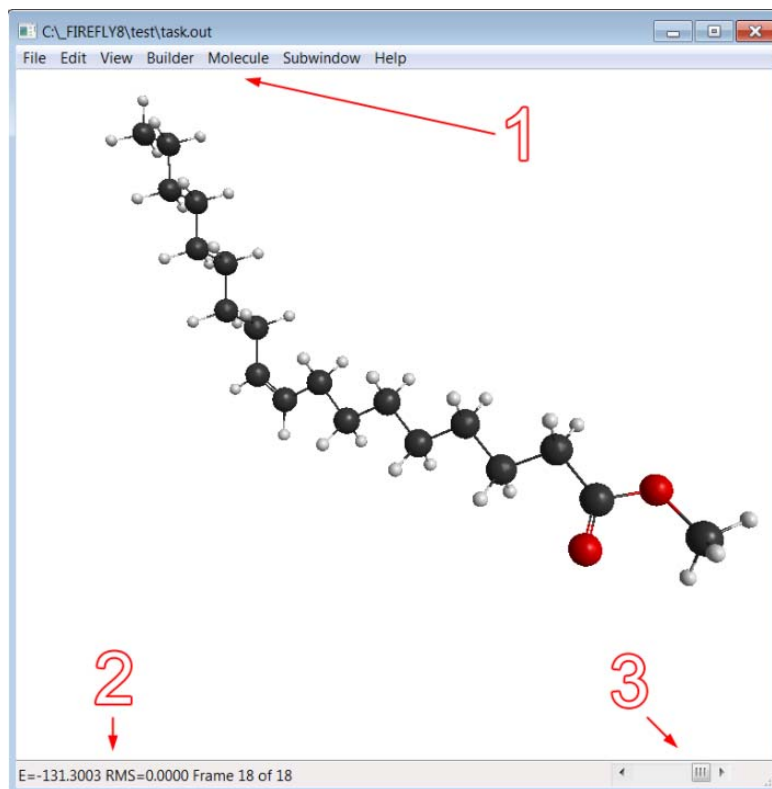 C:\_FIREFLY8\test\task.out
File Edit View Builder Molecule Subwindow Help
1
2
3
E=-131.3003 RMS=0.0000 Frame 18 of 18